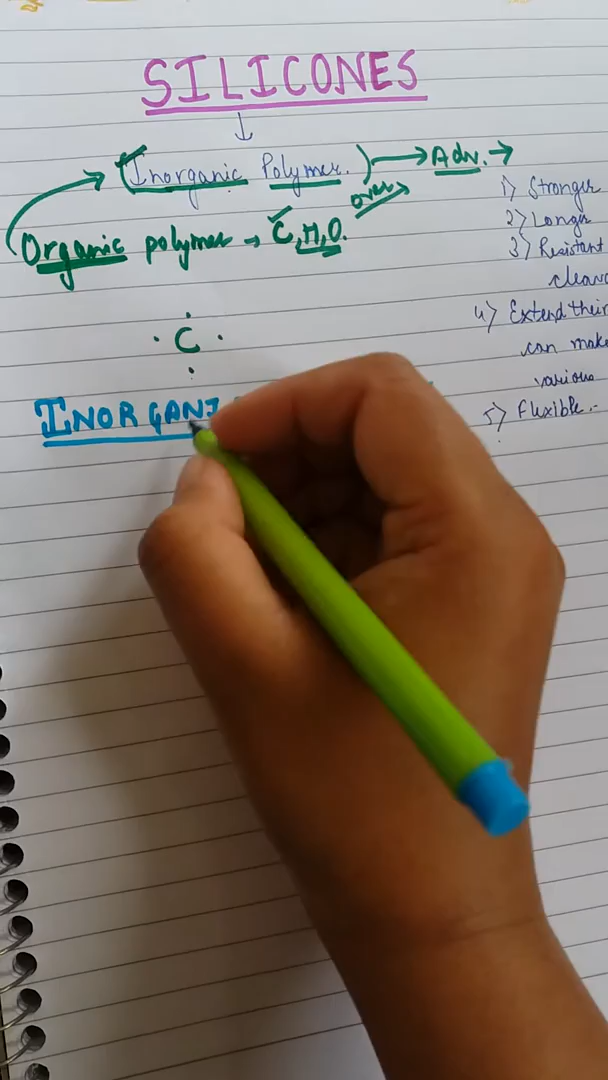 SILICONES
↓
(Inorganic Polymer.) → Adv. →
over →
Organic polymer → C, H, O.
1) Stronger
2) Longer
3) Resistant
cleava
4) Extend their
can make
various
5) Flexible.
C
INORGANI